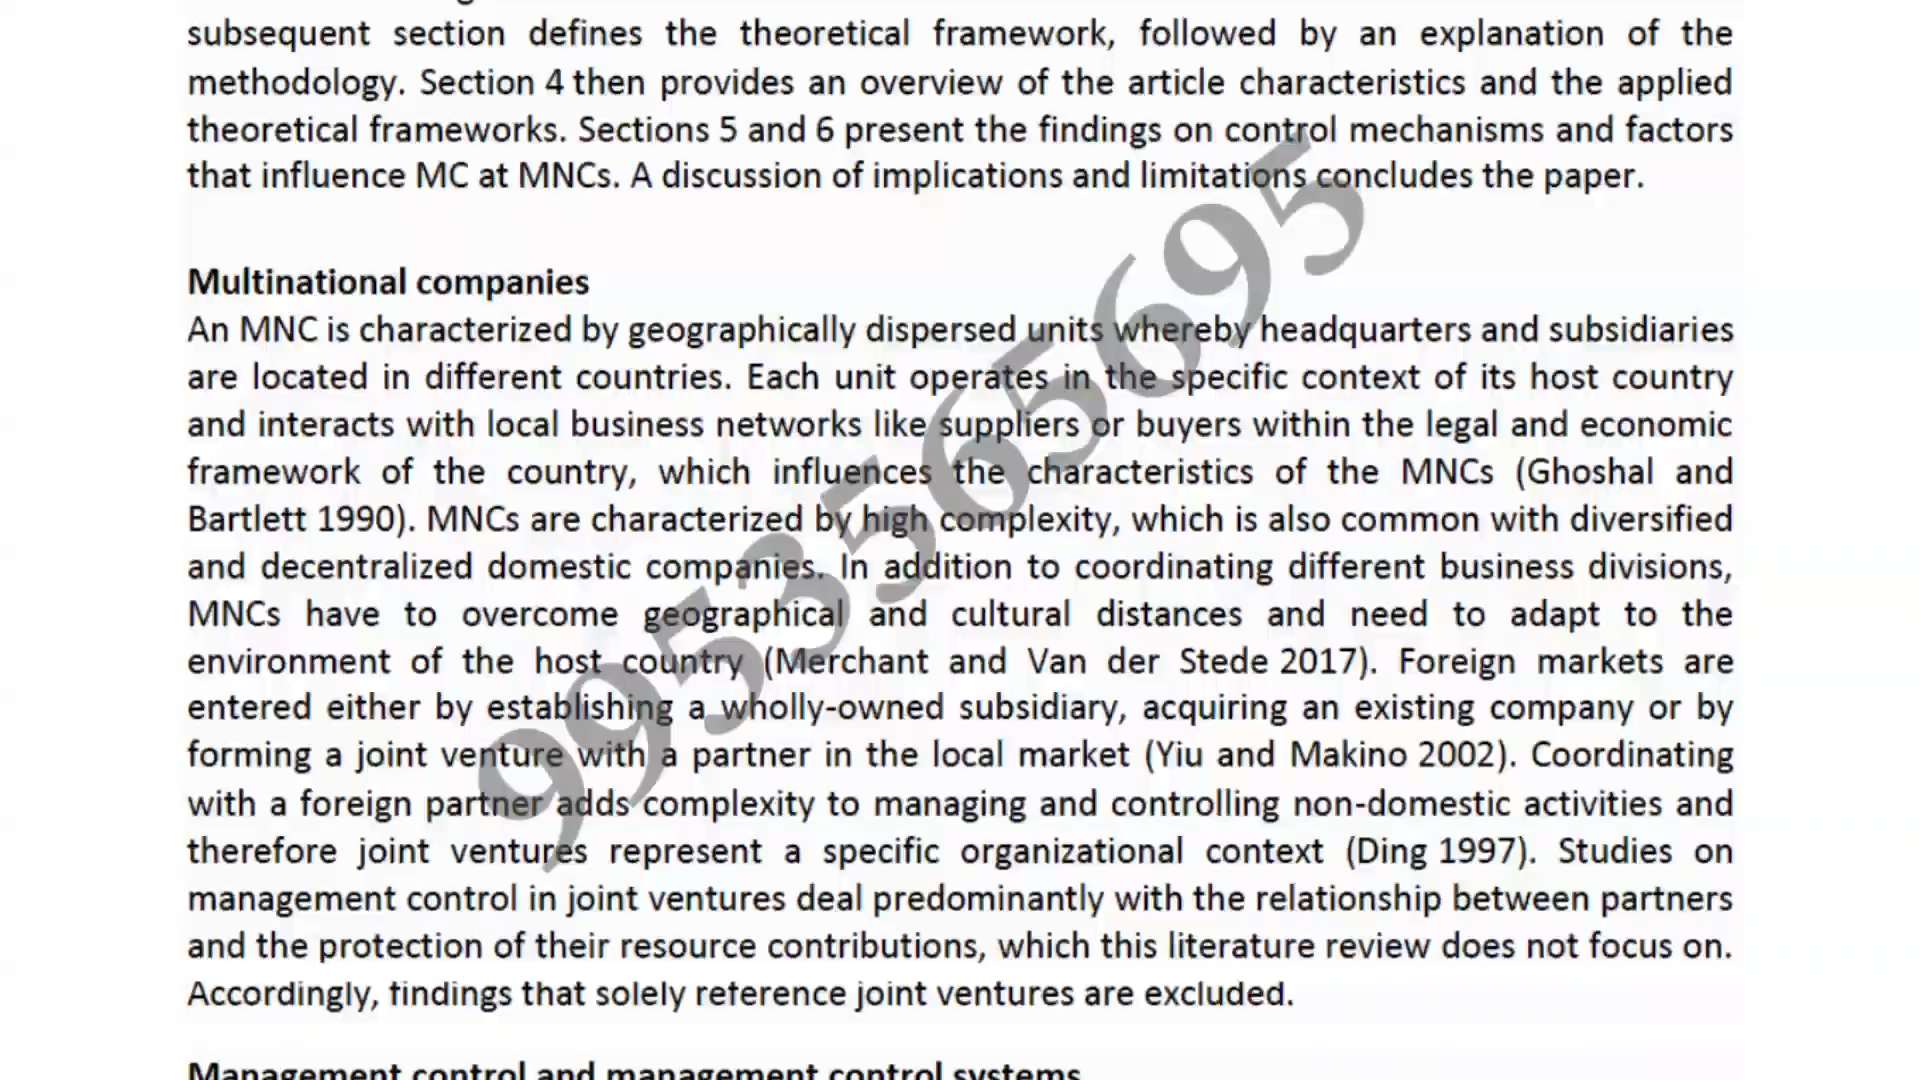 subsequent section defines the theoretical framework, followed by an explanation of the
methodology. Section 4 then provides an overview of the article characteristics and the applied
theoretical frameworks. Sections 5 and 6 present the findings on control mechanisms and factors
that influence MC at MNCs. A discussion of implications and limitations concludes the paper.
Multinational companies
An MNC is characterized by geographically dispersed units whereby headquarters and subsidiaries
are located in different countries. Each unit operates in the specific context of its host country
and interacts with local business networks like suppliers or buyers within the legal and economic
framework of the country, which influences the characteristics of the MNCs (Ghoshal and
Bartlett 1990). MNCs are characterized by high complexity, which is also common with diversified
and decentralized domestic companies. In addition to coordinating different business divisions,
MNCs have to overcome geographical and cultural distances and need to adapt to the
environment of the host country (Merchant and Van der Stede 2017). Foreign markets are
entered either by establishing a wholly-owned subsidiary, acquiring an existing company or by
forming a joint venture with a partner in the local market (Yiu and Makino 2002). Coordinating
with a foreign partner adds complexity to managing and controlling non-domestic activities and
therefore joint ventures represent a specific organizational context (Ding 1997). Studies on
management control in joint ventures deal predominantly with the relationship between partners
and the protection of their resource contributions, which this literature review does not focus on.
Accordingly, findings that solely reference joint ventures are excluded.
Management control and management control systems
9953565695